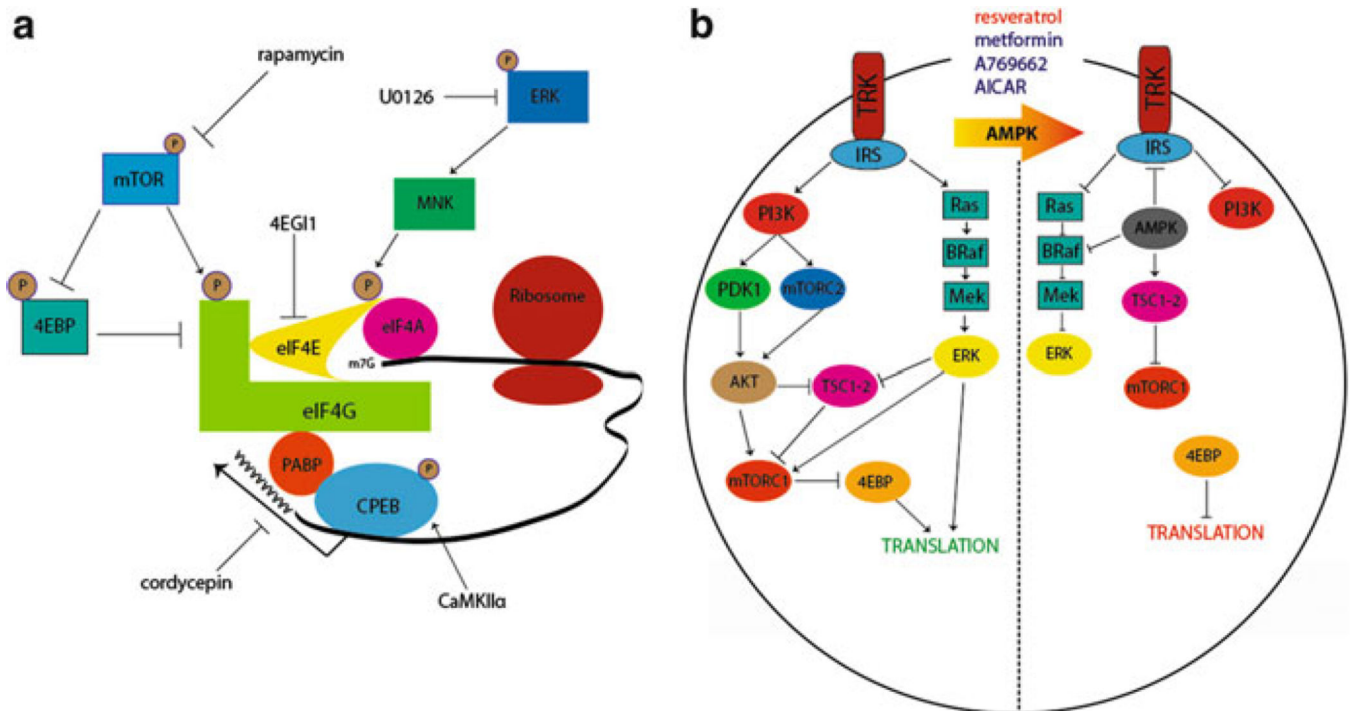 a
rapamycin
P
mTOR
U0126
P
ERK
MNK
4EGI1
P
4EBP
P
P
eIF4E
eIF4A
m7G
Ribosome
eIF4G
PABP
CPEB
P
cordycepin
CaMKIIα
b
resveratrol
metformin
A769662
AICAR
AMPK
TRK
IRS
PI3K
Ras
BRaf
Mek
PDK1
mTORC2
ERK
AKT
TSC1-2
mTORC1
4EBP
TRANSLATION
TRK
IRS
Ras
PI3K
AMPK
BRaf
Mek
TSC1-2
ERK
mTORC1
4EBP
TRANSLATION